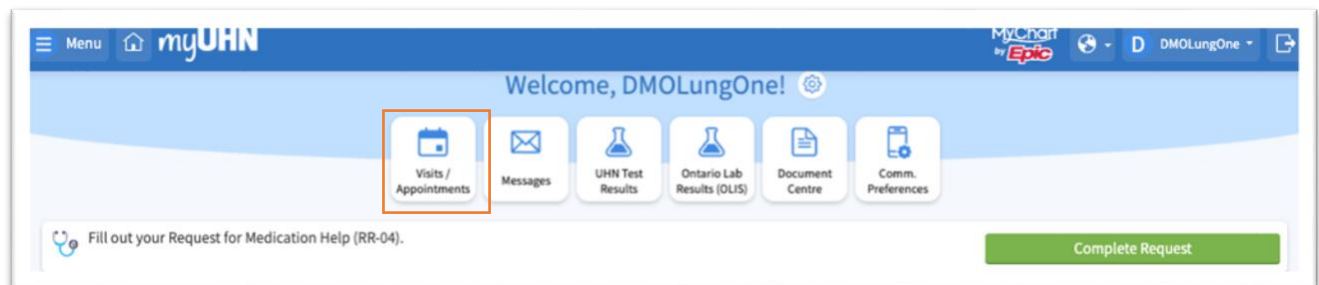 Menu
myUHN
MyChart
by Epic
D DMOLungOne
Welcome, DMOLungOne!
Visits /
Appointments
Messages
UHN Test
Results
Ontario Lab
Results (OLIS)
Document
Centre
Comm.
Preferences
Fill out your Request for Medication Help (RR-04).
Complete Request